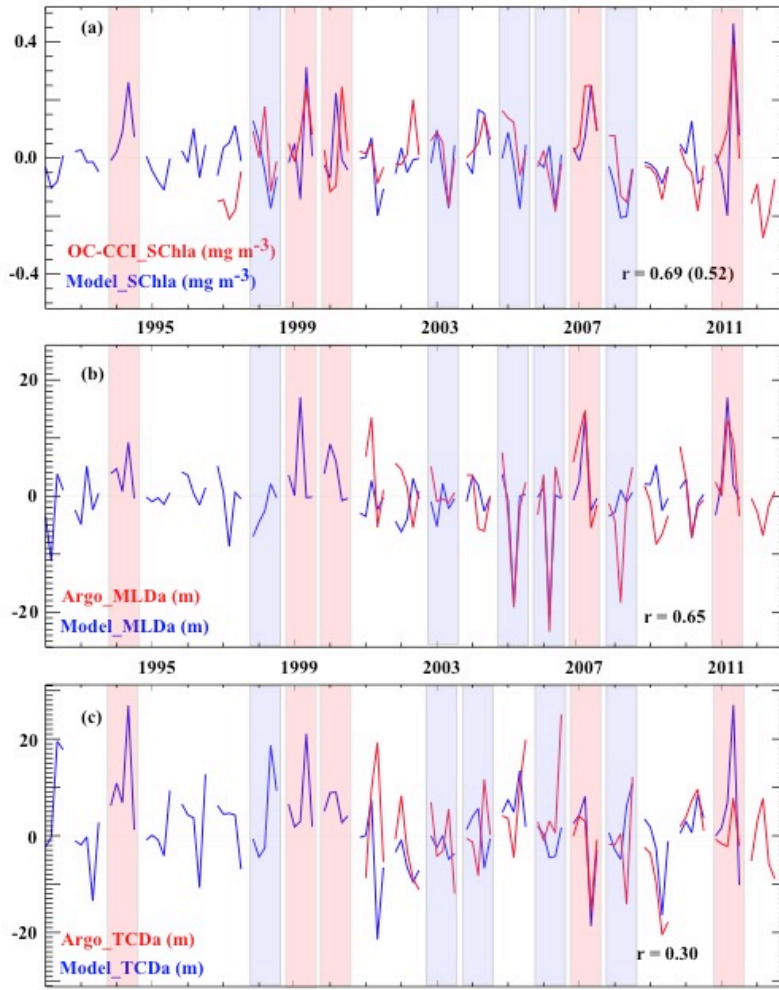 (a)
0.4
0.0
-0.4
OC-CCI_SChla (mg m-3)
Model_SChla (mg m-3)
r = 0.69 (0.52)
1995 1999 2003 2007 2011
(b)
20
0
-20
Argo_MLDa (m)
Model_MLDa (m)
r = 0.65
1995 1999 2003 2007 2011
(c)
20
0
-20
Argo_TCDa (m)
Model_TCDa (m)
r = 0.30